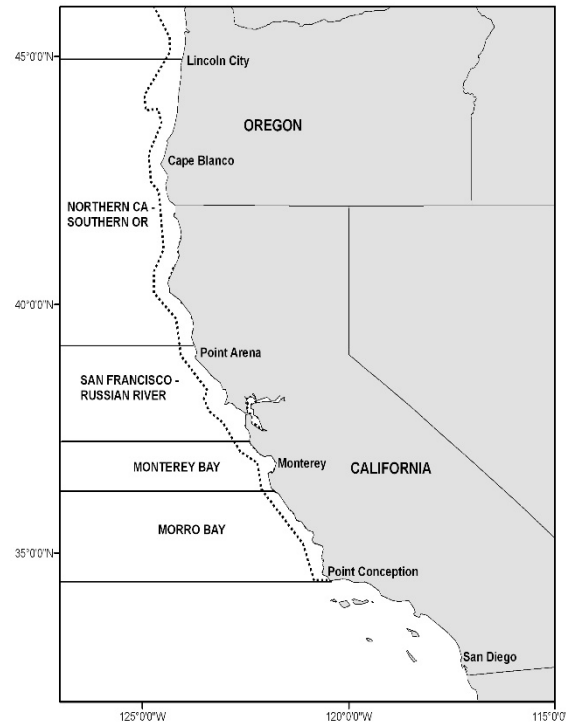 45°0'0"N
Lincoln City
OREGON
Cape Blanco
NORTHERN CA -
SOUTHERN OR
40°0'0"N
Point Arena
SAN FRANCISCO -
RUSSIAN RIVER
MONTEREY BAY
Monterey
CALIFORNIA
MORRO BAY
35°0'0"N
Point Conception
San Diego
125°0'0"W
120°0'0"W
115°0'0"W